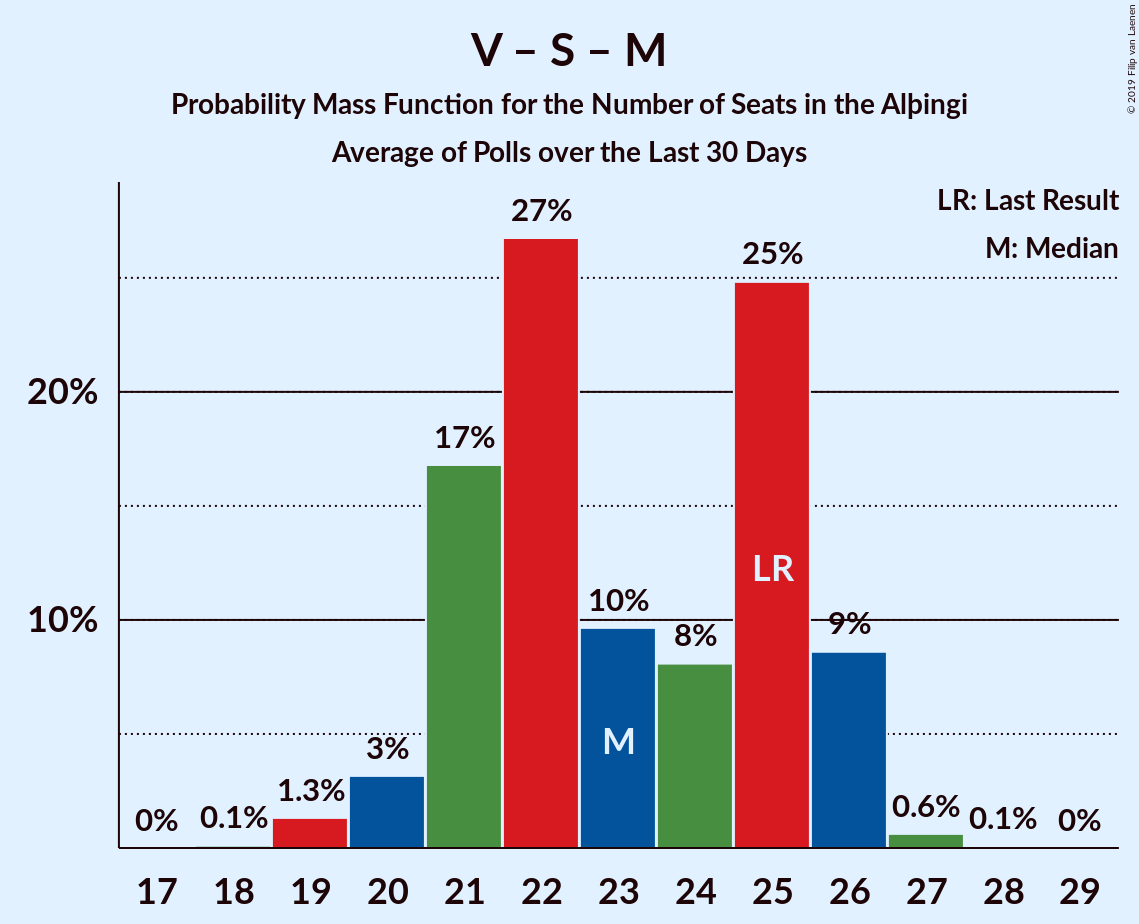 V – S – M
Probability Mass Function for the Number of Seats in the Alþingi
Average of Polls over the Last 30 Days
© 2019 Filip van Laenen
LR: Last Result
M: Median
27%
25%
20%
17%
LR
10%
10%
9%
8%
M
3%
1.3%
0%
0.1%
0.6%
0.1%
0%
17 18 19 20 21 22 23 24 25 26 27 28 29